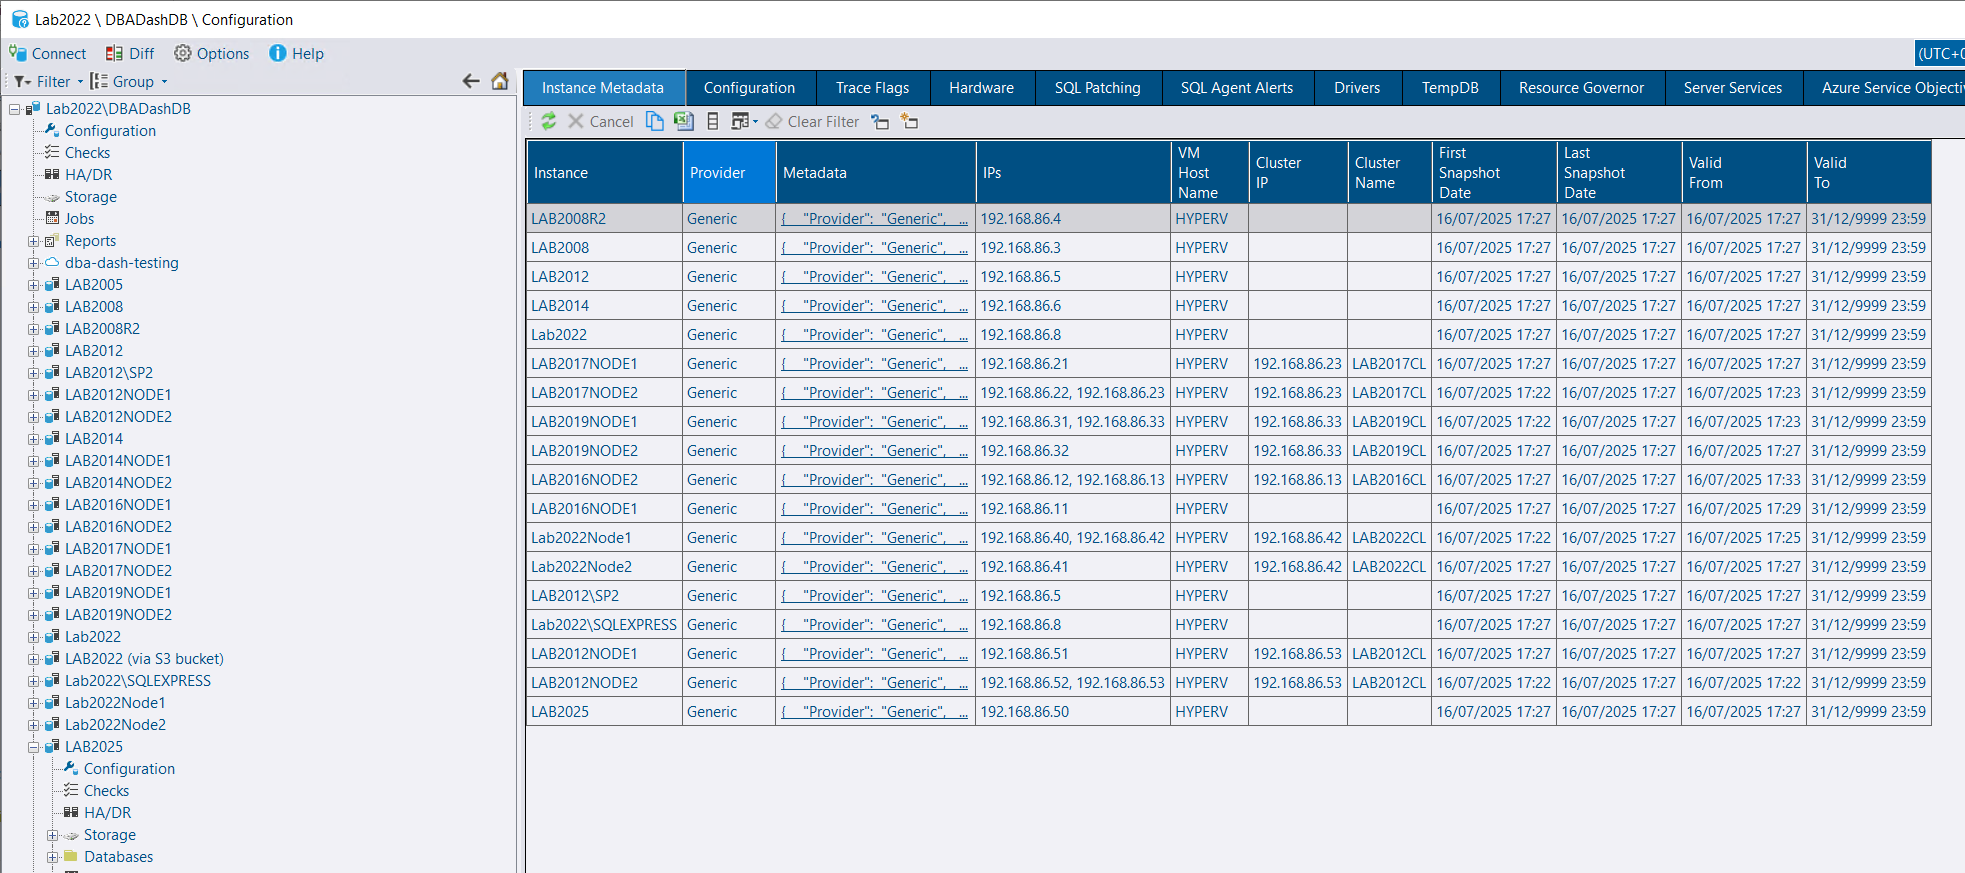 Lab2022 \ DBADashDB \ Configuration
Connect Diff Options Help
(UTC+0
Filter Group
Lab2022\DBADashDB
Configuration
Checks
HA/DR
Storage
Jobs
Reports
dba-dash-testing
LAB2005
LAB2008
LAB2008R2
LAB2012
LAB2012\SP2
LAB2012NODE1
LAB2012NODE2
LAB2014
LAB2014NODE1
LAB2014NODE2
LAB2016NODE1
LAB2016NODE2
LAB2017NODE1
LAB2017NODE2
LAB2019NODE1
LAB2019NODE2
Lab2022
LAB2022 (via S3 bucket)
Lab2022\SQLEXPRESS
Lab2022Node1
Lab2022Node2
LAB2025
Configuration
Checks
HA/DR
Storage
Databases
Instance Metadata Configuration Trace Flags Hardware SQL Patching SQL Agent Alerts Drivers TempDB Resource Governor Server Services Azure Service Objecti
Cancel Clear Filter
Instance Provider Metadata IPs VM Host Name Cluster IP Cluster Name First Snapshot Date Last Snapshot Date Valid From Valid To
LAB2008R2 Generic { "Provider": "Generic", ... 192.168.86.4 HYPERV 16/07/2025 17:27 16/07/2025 17:27 16/07/2025 17:27 31/12/9999 23:59
LAB2008 Generic { "Provider": "Generic", ... 192.168.86.3 HYPERV 16/07/2025 17:27 16/07/2025 17:27 16/07/2025 17:27 31/12/9999 23:59
LAB2012 Generic { "Provider": "Generic", ... 192.168.86.5 HYPERV 16/07/2025 17:27 16/07/2025 17:27 16/07/2025 17:27 31/12/9999 23:59
LAB2014 Generic { "Provider": "Generic", ... 192.168.86.6 HYPERV 16/07/2025 17:27 16/07/2025 17:27 16/07/2025 17:27 31/12/9999 23:59
Lab2022 Generic { "Provider": "Generic", ... 192.168.86.8 HYPERV 16/07/2025 17:27 16/07/2025 17:27 16/07/2025 17:27 31/12/9999 23:59
LAB2017NODE1 Generic { "Provider": "Generic", ... 192.168.86.21 HYPERV 192.168.86.23 LAB2017CL 16/07/2025 17:27 16/07/2025 17:27 16/07/2025 17:27 31/12/9999 23:59
LAB2017NODE2 Generic { "Provider": "Generic", ... 192.168.86.22, 192.168.86.23 HYPERV 192.168.86.23 LAB2017CL 16/07/2025 17:22 16/07/2025 17:27 16/07/2025 17:23 31/12/9999 23:59
LAB2019NODE1 Generic { "Provider": "Generic", ... 192.168.86.31, 192.168.86.33 HYPERV 192.168.86.33 LAB2019CL 16/07/2025 17:22 16/07/2025 17:27 16/07/2025 17:23 31/12/9999 23:59
LAB2019NODE2 Generic { "Provider": "Generic", ... 192.168.86.32 HYPERV 192.168.86.33 LAB2019CL 16/07/2025 17:27 16/07/2025 17:27 16/07/2025 17:27 31/12/9999 23:59
LAB2016NODE2 Generic { "Provider": "Generic", ... 192.168.86.12, 192.168.86.13 HYPERV 192.168.86.13 LAB2016CL 16/07/2025 17:27 16/07/2025 17:27 16/07/2025 17:33 31/12/9999 23:59
LAB2016NODE1 Generic { "Provider": "Generic", ... 192.168.86.11 HYPERV 16/07/2025 17:27 16/07/2025 17:27 16/07/2025 17:29 31/12/9999 23:59
Lab2022Node1 Generic { "Provider": "Generic", ... 192.168.86.40, 192.168.86.42 HYPERV 192.168.86.42 LAB2022CL 16/07/2025 17:22 16/07/2025 17:27 16/07/2025 17:25 31/12/9999 23:59
Lab2022Node2 Generic { "Provider": "Generic", ... 192.168.86.41 HYPERV 192.168.86.42 LAB2022CL 16/07/2025 17:27 16/07/2025 17:27 16/07/2025 17:27 31/12/9999 23:59
LAB2012\SP2 Generic { "Provider": "Generic", ... 192.168.86.5 HYPERV 16/07/2025 17:27 16/07/2025 17:27 16/07/2025 17:27 31/12/9999 23:59
Lab2022\SQLEXPRESS Generic { "Provider": "Generic", ... 192.168.86.8 HYPERV 16/07/2025 17:27 16/07/2025 17:27 16/07/2025 17:27 31/12/9999 23:59
LAB2012NODE1 Generic { "Provider": "Generic", ... 192.168.86.51 HYPERV 192.168.86.53 LAB2012CL 16/07/2025 17:27 16/07/2025 17:27 16/07/2025 17:27 31/12/9999 23:59
LAB2012NODE2 Generic { "Provider": "Generic", ... 192.168.86.52, 192.168.86.53 HYPERV 192.168.86.53 LAB2012CL 16/07/2025 17:22 16/07/2025 17:27 16/07/2025 17:22 31/12/9999 23:59
LAB2025 Generic { "Provider": "Generic", ... 192.168.86.50 HYPERV 16/07/2025 17:27 16/07/2025 17:27 16/07/2025 17:27 31/12/9999 23:59